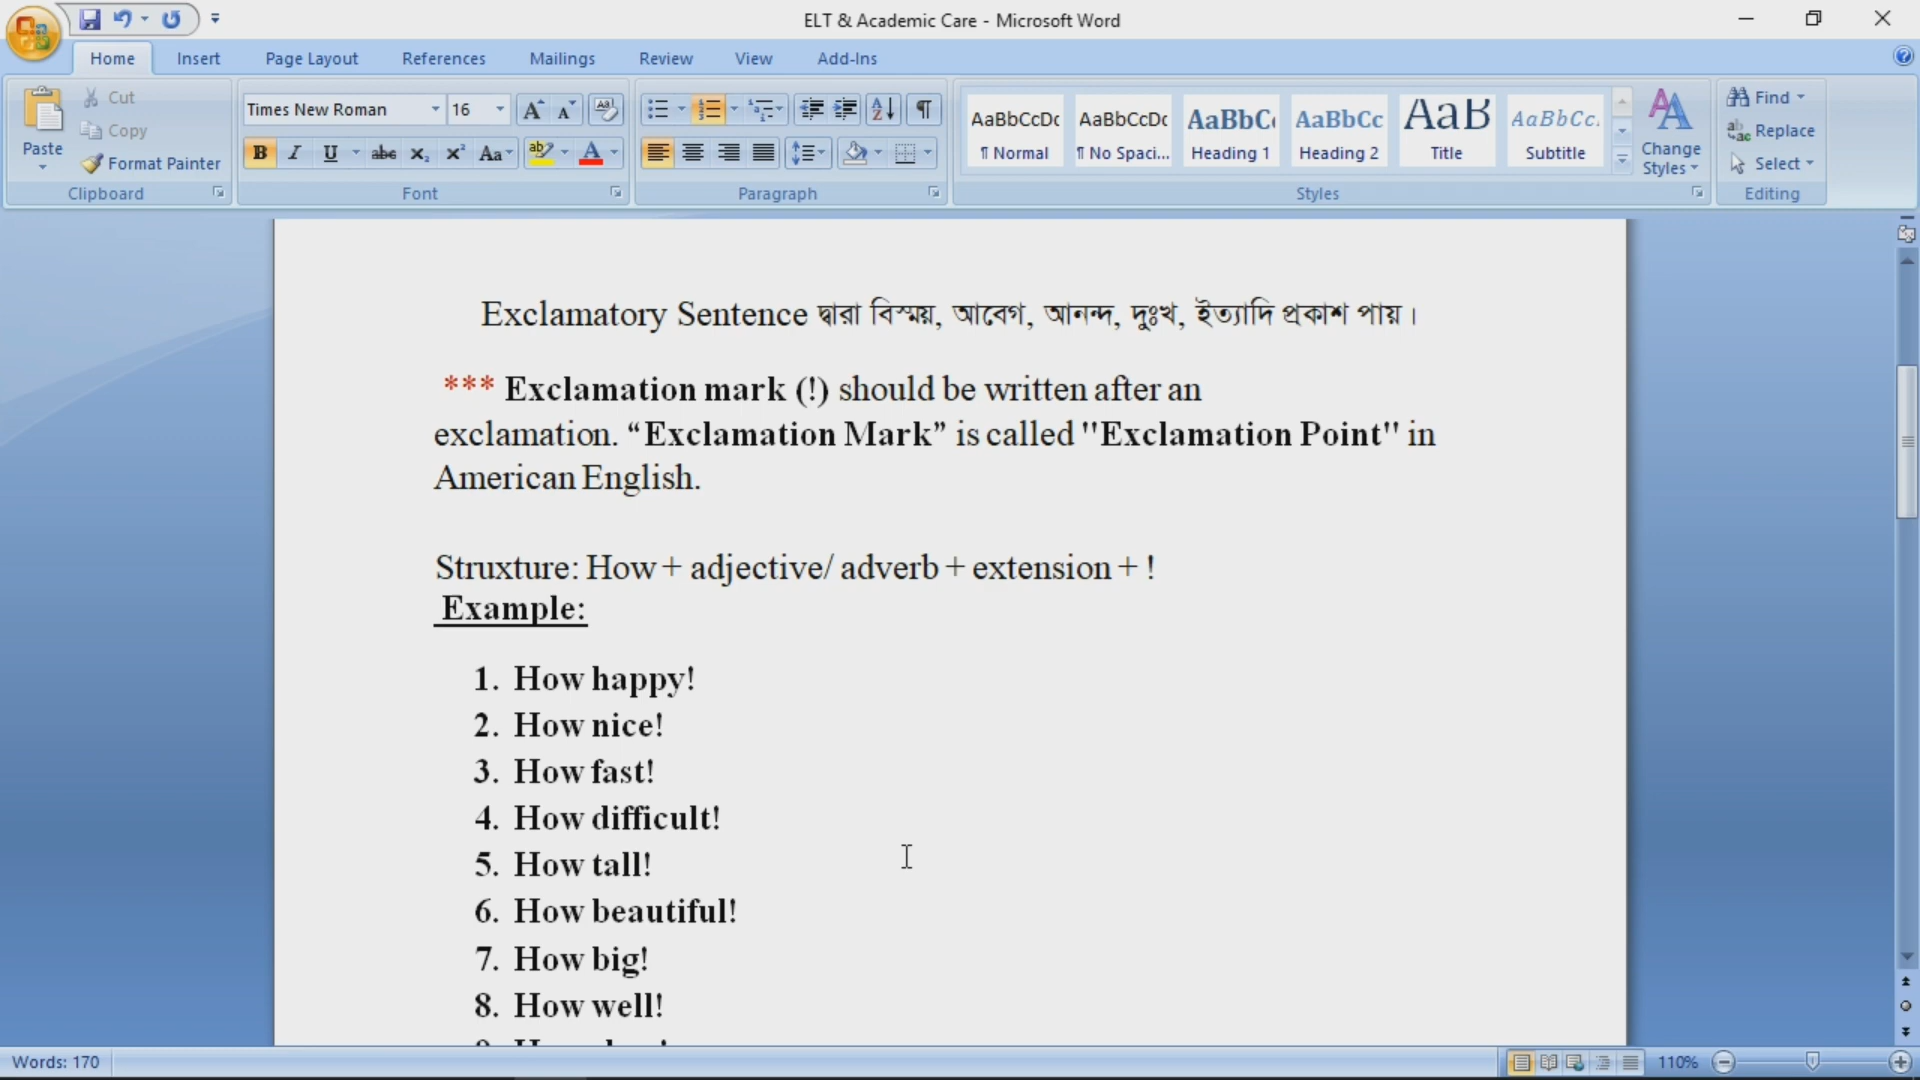 ELT & Academic Care - Microsoft Word
Home Insert Page Layout References Mailings Review View Add-Ins
Paste
Cut
Copy
Format Painter
Clipboard
Times New Roman 16
Font
Paragraph
AaBbCcDc AaBbCcDc AaBbC AaBbCc AaB AaBbCc.
¶ Normal ¶ No Spaci... Heading 1 Heading 2 Title Subtitle
Styles
Change Styles
Find
Replace
Select
Editing
Exclamatory Sentence দ্বারা বিস্ময়, আবেগ, আনন্দ, দুঃখ, ইত্যাদি প্রকাশ পায়।
*** Exclamation mark (!) should be written after an
exclamation. “Exclamation Mark” is called "Exclamation Point" in
American English.
Struxture: How + adjective/ adverb + extension + !
Example:
1. How happy!
2. How nice!
3. How fast!
4. How difficult!
5. How tall!
6. How beautiful!
7. How big!
8. How well!
Words: 170
110%